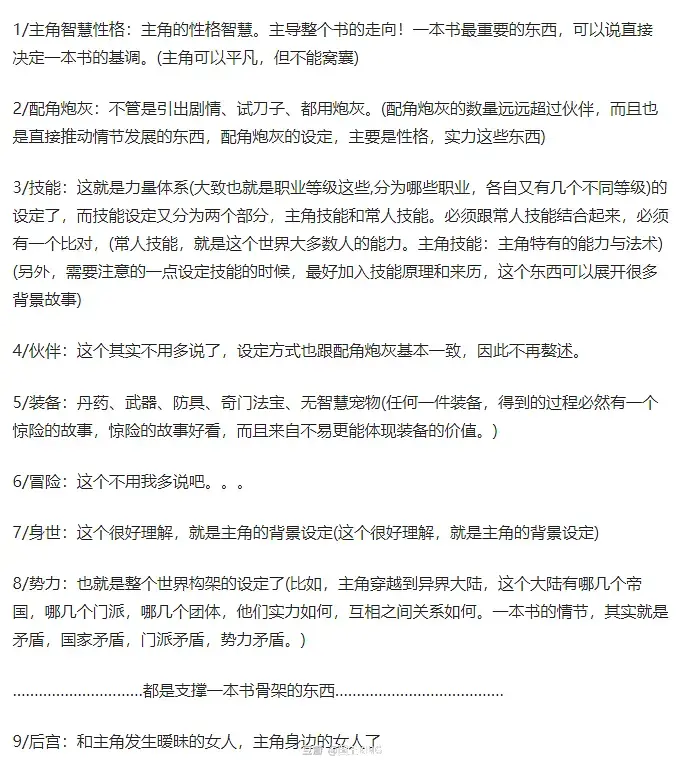 1/主角智慧性格：主角的性格智慧。主导整个书的走向！一本书最重要的东西，可以说直接
决定一本书的基调。(主角可以平凡，但不能窝囊)
2/配角炮灰：不管是引出剧情、试刀子、都用炮灰。(配角炮灰的数量远远超过伙伴，而且也
是直接推动情节发展的东西，配角炮灰的设定，主要是性格，实力这些东西)
3/技能：这就是力量体系(大致也就是职业等级这些,分为哪些职业，各自又有几个不同等级)的
设定了，而技能设定又分为两个部分，主角技能和常人技能。必须跟常人技能结合起来，必须
有一个比对，(常人技能，就是这个世界大多数人的能力。主角技能：主角特有的能力与法术)
(另外，需要注意的一点设定技能的时候，最好加入技能原理和来历，这个东西可以展开很多
背景故事)
4/伙伴：这个其实不用多说了，设定方式也跟配角炮灰基本一致，因此不再嫠述。
5/装备：丹药、武器、防具、奇门法宝、无智慧宠物(任何一件装备，得到的过程必然有一个
惊险的故事，惊险的故事好看，而且来自不易更能体现装备的价值。)
6/冒险：这个不用我多说吧。。。
7/身世：这个很好理解，就是主角的背景设定(这个很好理解，就是主角的背景设定)
8/势力：也就是整个世界构架的设定了(比如，主角穿越到异界大陆，这个大陆有哪几个帝
国，哪几个门派，哪几个团体，他们实力如何，互相之间关系如何。一本书的情节，其实就是
矛盾，国家矛盾，门派矛盾，势力矛盾。)
..............................都是支撑一本书骨架的东西.......................................
9/后宫：和主角发生暧昧的女人，主角身边的女人了